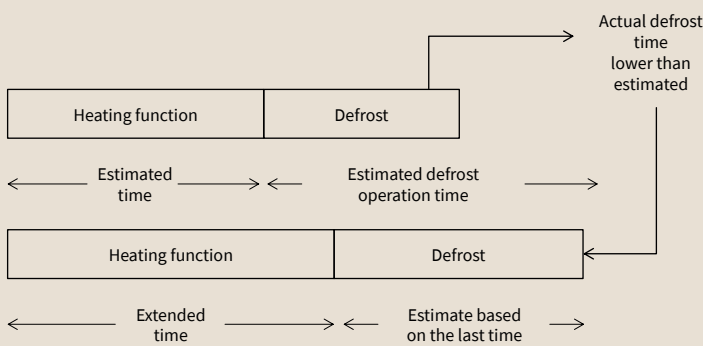 Actual defrost
time
lower than
estimated
Heating function
Defrost
Estimated
time
Estimated defrost
operation time
Heating function
Defrost
Extended
time
Estimate based
on the last time